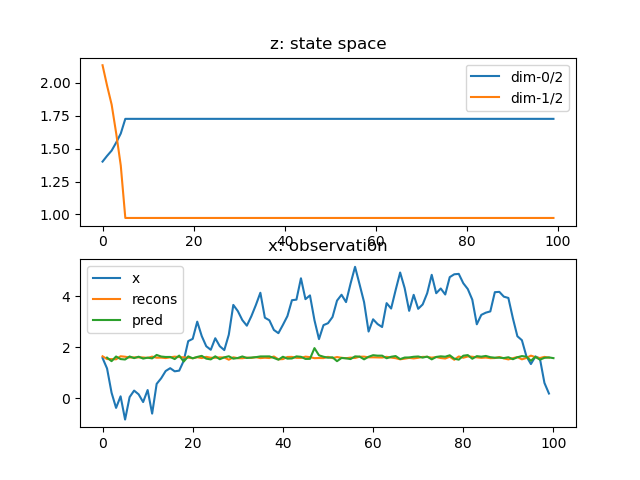 z: state space
2.00
1.75
1.50
1.25
1.00
dim-0/2
dim-1/2
0 20 40 60 80 100
x: observation
4
2
0
x
recons
pred
0 20 40 60 80 100